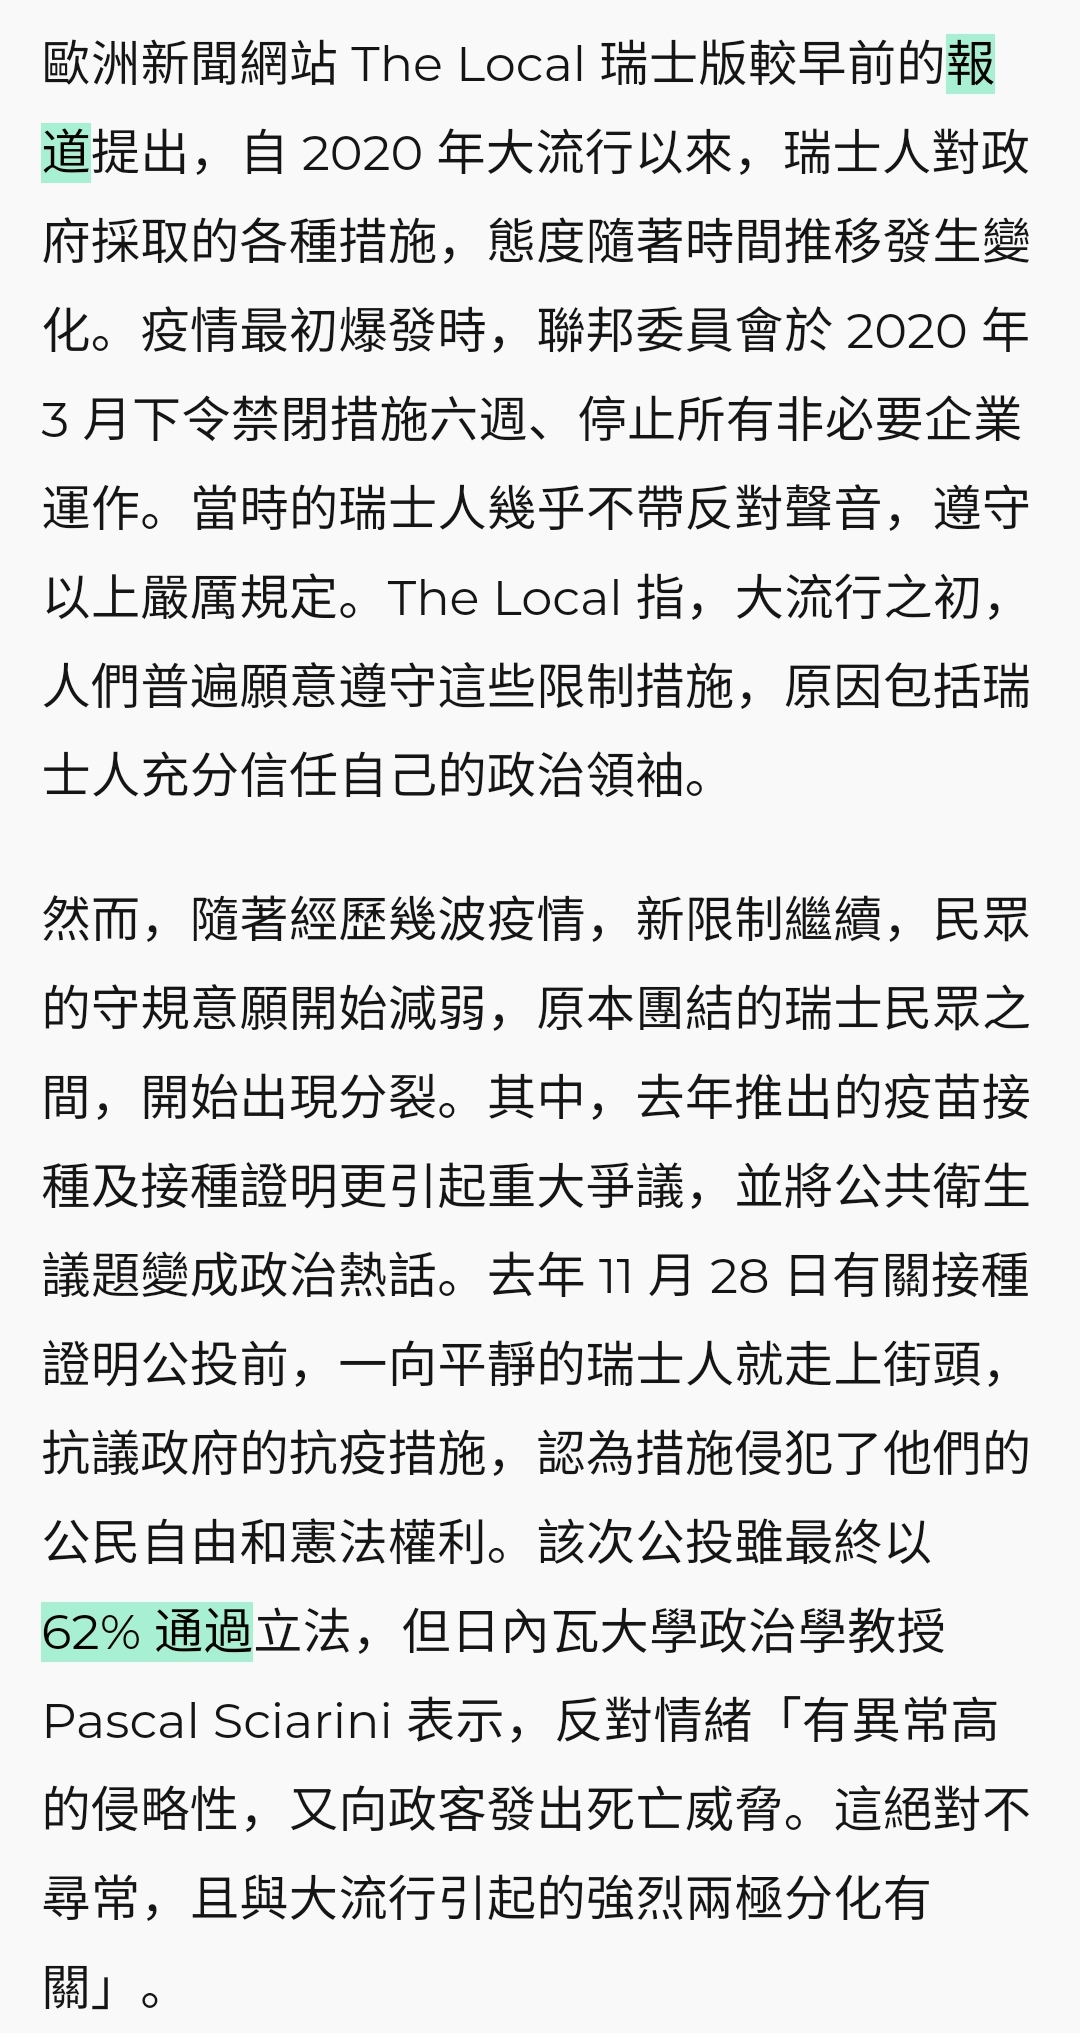 歐洲新聞網站 The Local 瑞士版較早前的報
道提出，自 2020 年大流行以來，瑞士人對政
府採取的各種措施，態度隨著時間推移發生變
化。疫情最初爆發時，聯邦委員會於 2020 年
3 月下令禁閉措施六週、停止所有非必要企業
運作。當時的瑞士人幾乎不帶反對聲音，遵守
以上嚴厲規定。The Local 指，大流行之初，
人們普遍願意遵守這些限制措施，原因包括瑞
士人充分信任自己的政治領袖。
然而，隨著經歷幾波疫情，新限制繼續，民眾
的守規意願開始減弱，原本團結的瑞士民眾之
間，開始出現分裂。其中，去年推出的疫苗接
種及接種證明更引起重大爭議，並將公共衛生
議題變成政治熱話。去年 11 月 28 日有關接種
證明公投前，一向平靜的瑞士人就走上街頭，
抗議政府的抗疫措施，認為措施侵犯了他們的
公民自由和憲法權利。該次公投雖最終以
62% 通過立法，但日內瓦大學政治學教授
Pascal Sciarini 表示，反對情緒「有異常高
的侵略性，又向政客發出死亡威脅。這絕對不
尋常，且與大流行引起的強烈兩極分化有
關」。